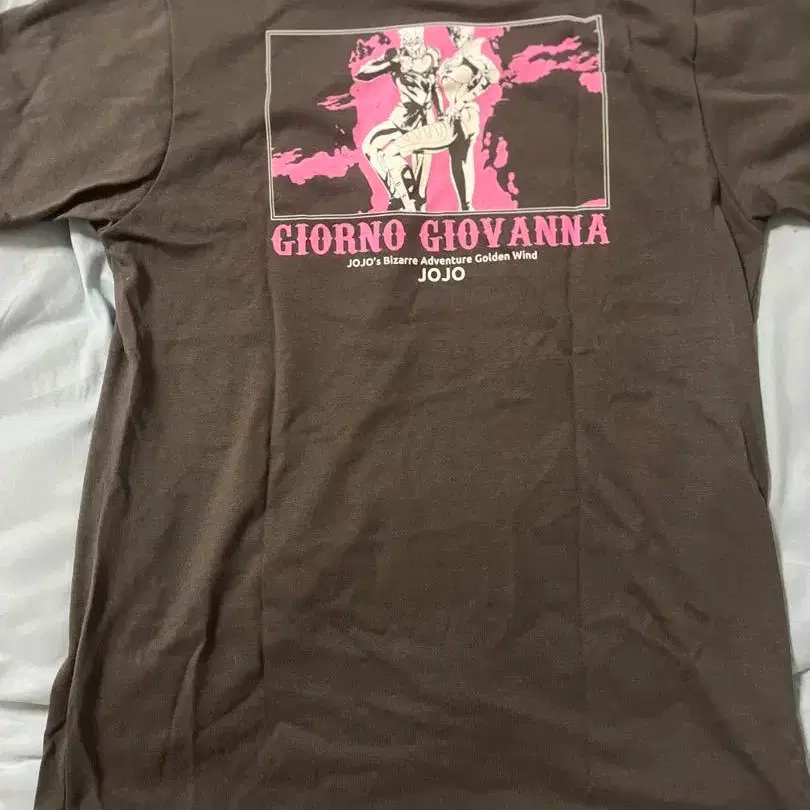 GIORNO GIOVANNA
JOJO's Bizarre Adventure Golden Wind
JOJO